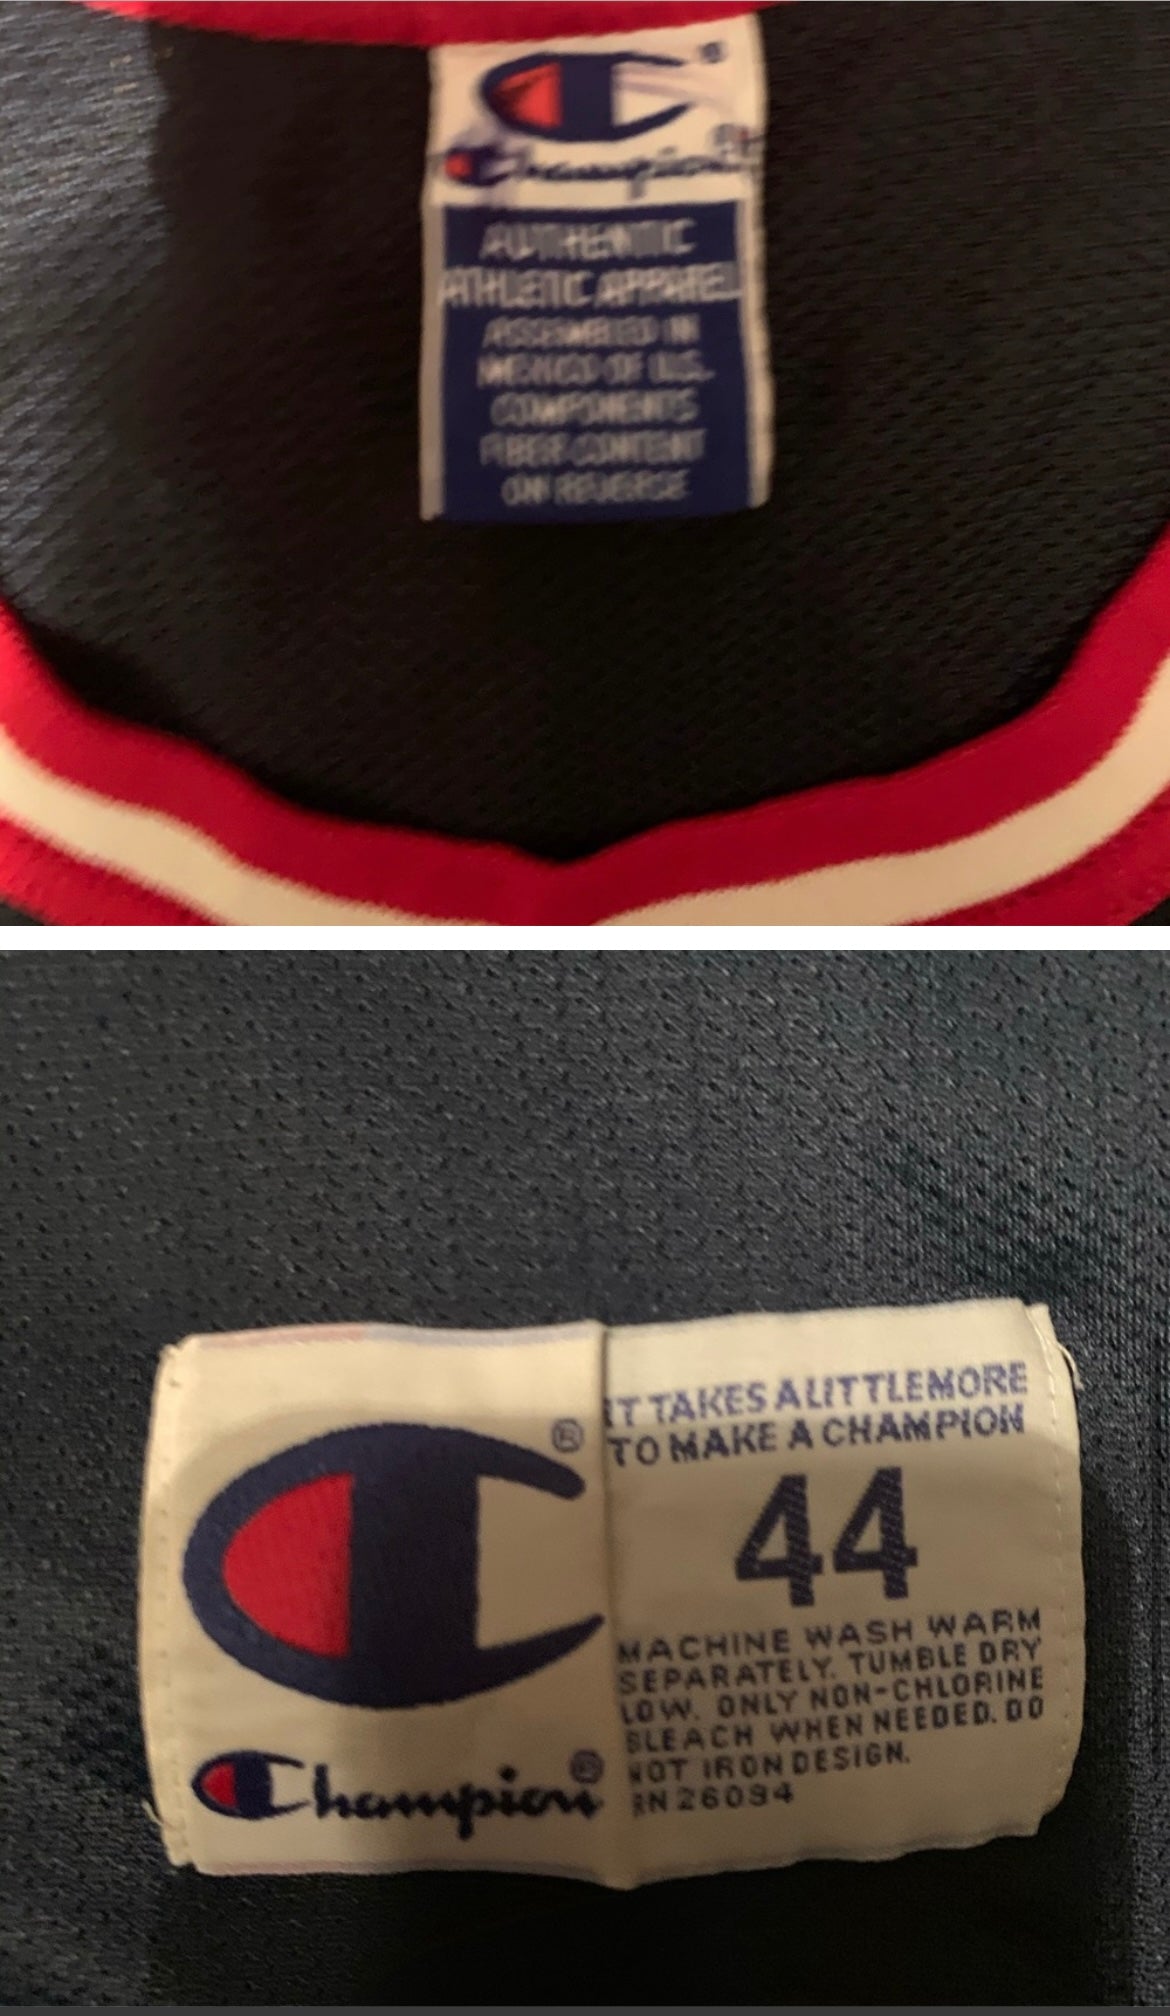 ®
Champion®
AUTHENTIC
ATHLETIC APPAREL
ASSEMBLED IN
MEXICO OF U.S.
COMPONENTS
FIBER CONTENT
ON REVERSE
®
Champion®
IT TAKES A LITTLE MORE
TO MAKE A CHAMPION
44
MACHINE WASH WARM
SEPARATELY. TUMBLE DRY
LOW. ONLY NON-CHLORINE
BLEACH WHEN NEEDED. DO
NOT IRON DESIGN.
RN 26094